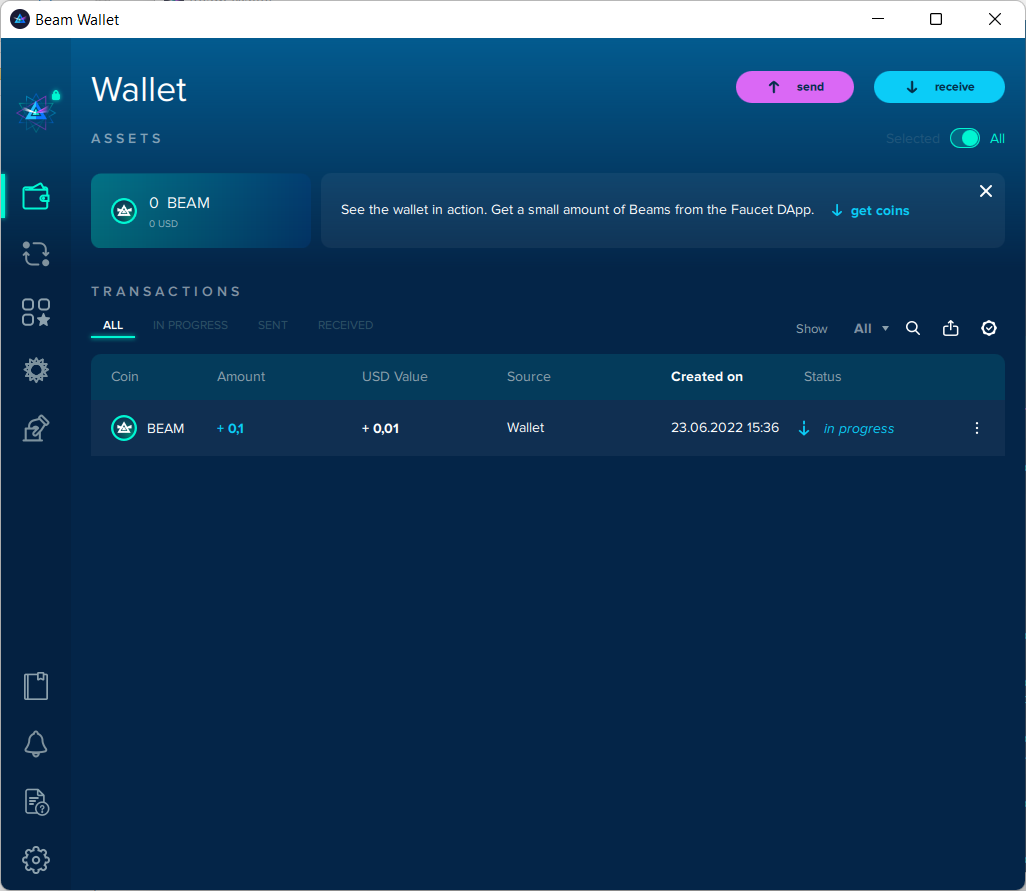 Beam Wallet
Wallet
send
receive
ASSETS
Selected
All
0 BEAM
0 USD
See the wallet in action. Get a small amount of Beams from the Faucet DApp.
get coins
TRANSACTIONS
ALL
IN PROGRESS
SENT
RECEIVED
Show
All
Coin
Amount
USD Value
Source
Created on
Status
BEAM
+ 0,1
+ 0,01
Wallet
23.06.2022 15:36
in progress